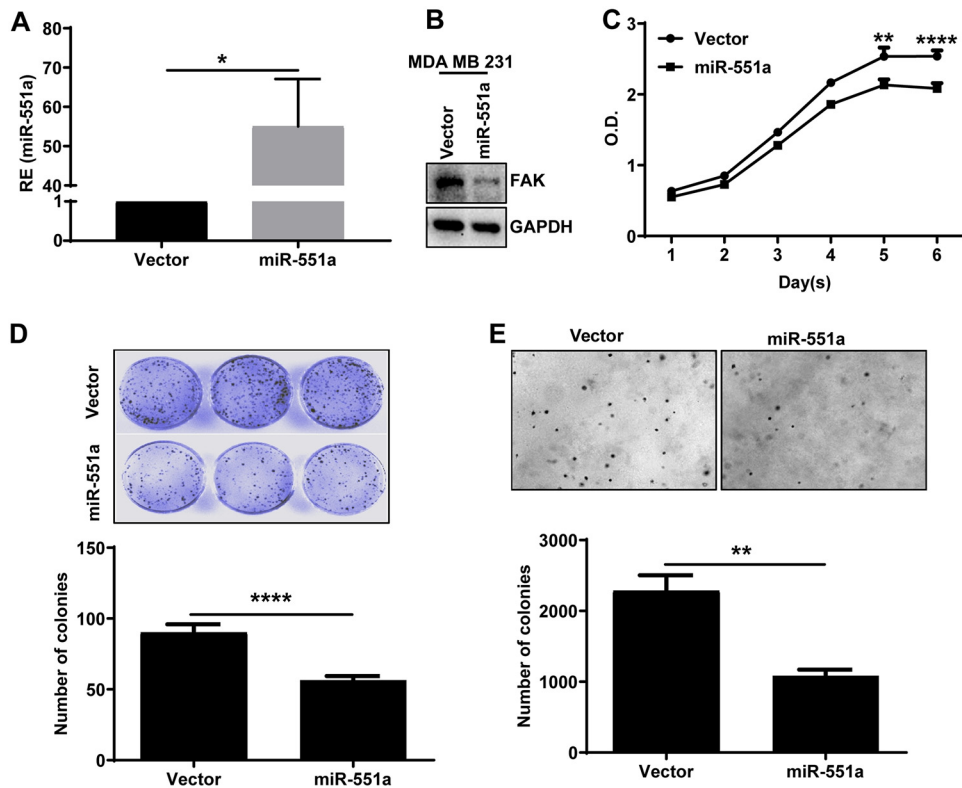 A
80
70
60
50
40
1
0
RE (miR-551a)
*
Vector
miR-551a
B
MDA MB 231
Vector
miR-551a
FAK
GAPDH
C
Vector
miR-551a
**
****
3
2
1
0
O.D.
1 2 3 4 5 6
Day(s)
D
Vector
miR-551a
150
100
50
0
Number of colonies
****
Vector
miR-551a
E
Vector
miR-551a
3000
2000
1000
0
Number of colonies
**
Vector
miR-551a